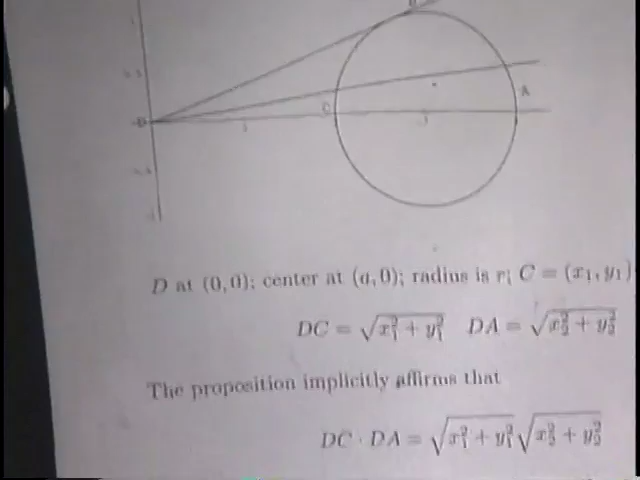 D
C
A
D at (0,0); center at (a,0); radius is r; C = (x₁, y₁)
DC = √(x₁² + y₁²) DA = √(x₂² + y₂²)
The proposition implicitly affirms that
DC · DA = √(x₁² + y₁²) √(x₂² + y₂²)